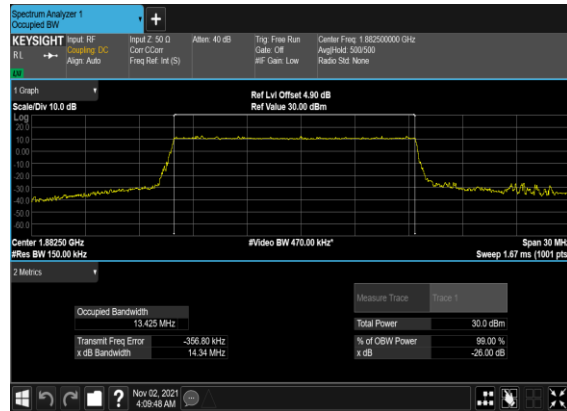 Spectrum Analyzer 1
Occupied BW
+
KEYSIGHT Input: RF Input Z: 50 Ω Atten: 40 dB Trig: Free Run Center Freq: 1.882500000 GHz
RL Coupling: DC Corr CCorr Gate: Off Avg|Hold: 500/500
Align: Auto Freq Ref: Int (S) #IF Gain: Low Radio Std: None
1 Graph
Scale/Div 10.0 dB
Ref Lvl Offset 4.90 dB
Ref Value 30.00 dBm
Log
20.0
10.0
0.00
-10.0
-20.0
-30.0
-40.0
-50.0
-60.0
Center 1.88250 GHz #Video BW 470.00 kHz* Span 30 MHz
#Res BW 150.00 kHz Sweep 1.67 ms (1001 pts
2 Metrics
Measure Trace Trace 1
Occupied Bandwidth
13.425 MHz
Total Power 30.0 dBm
Transmit Freq Error -356.80 kHz % of OBW Power 99.00 %
x dB Bandwidth 14.34 MHz x dB -26.00 dB
? Nov 02, 2021
4:09:48 AM